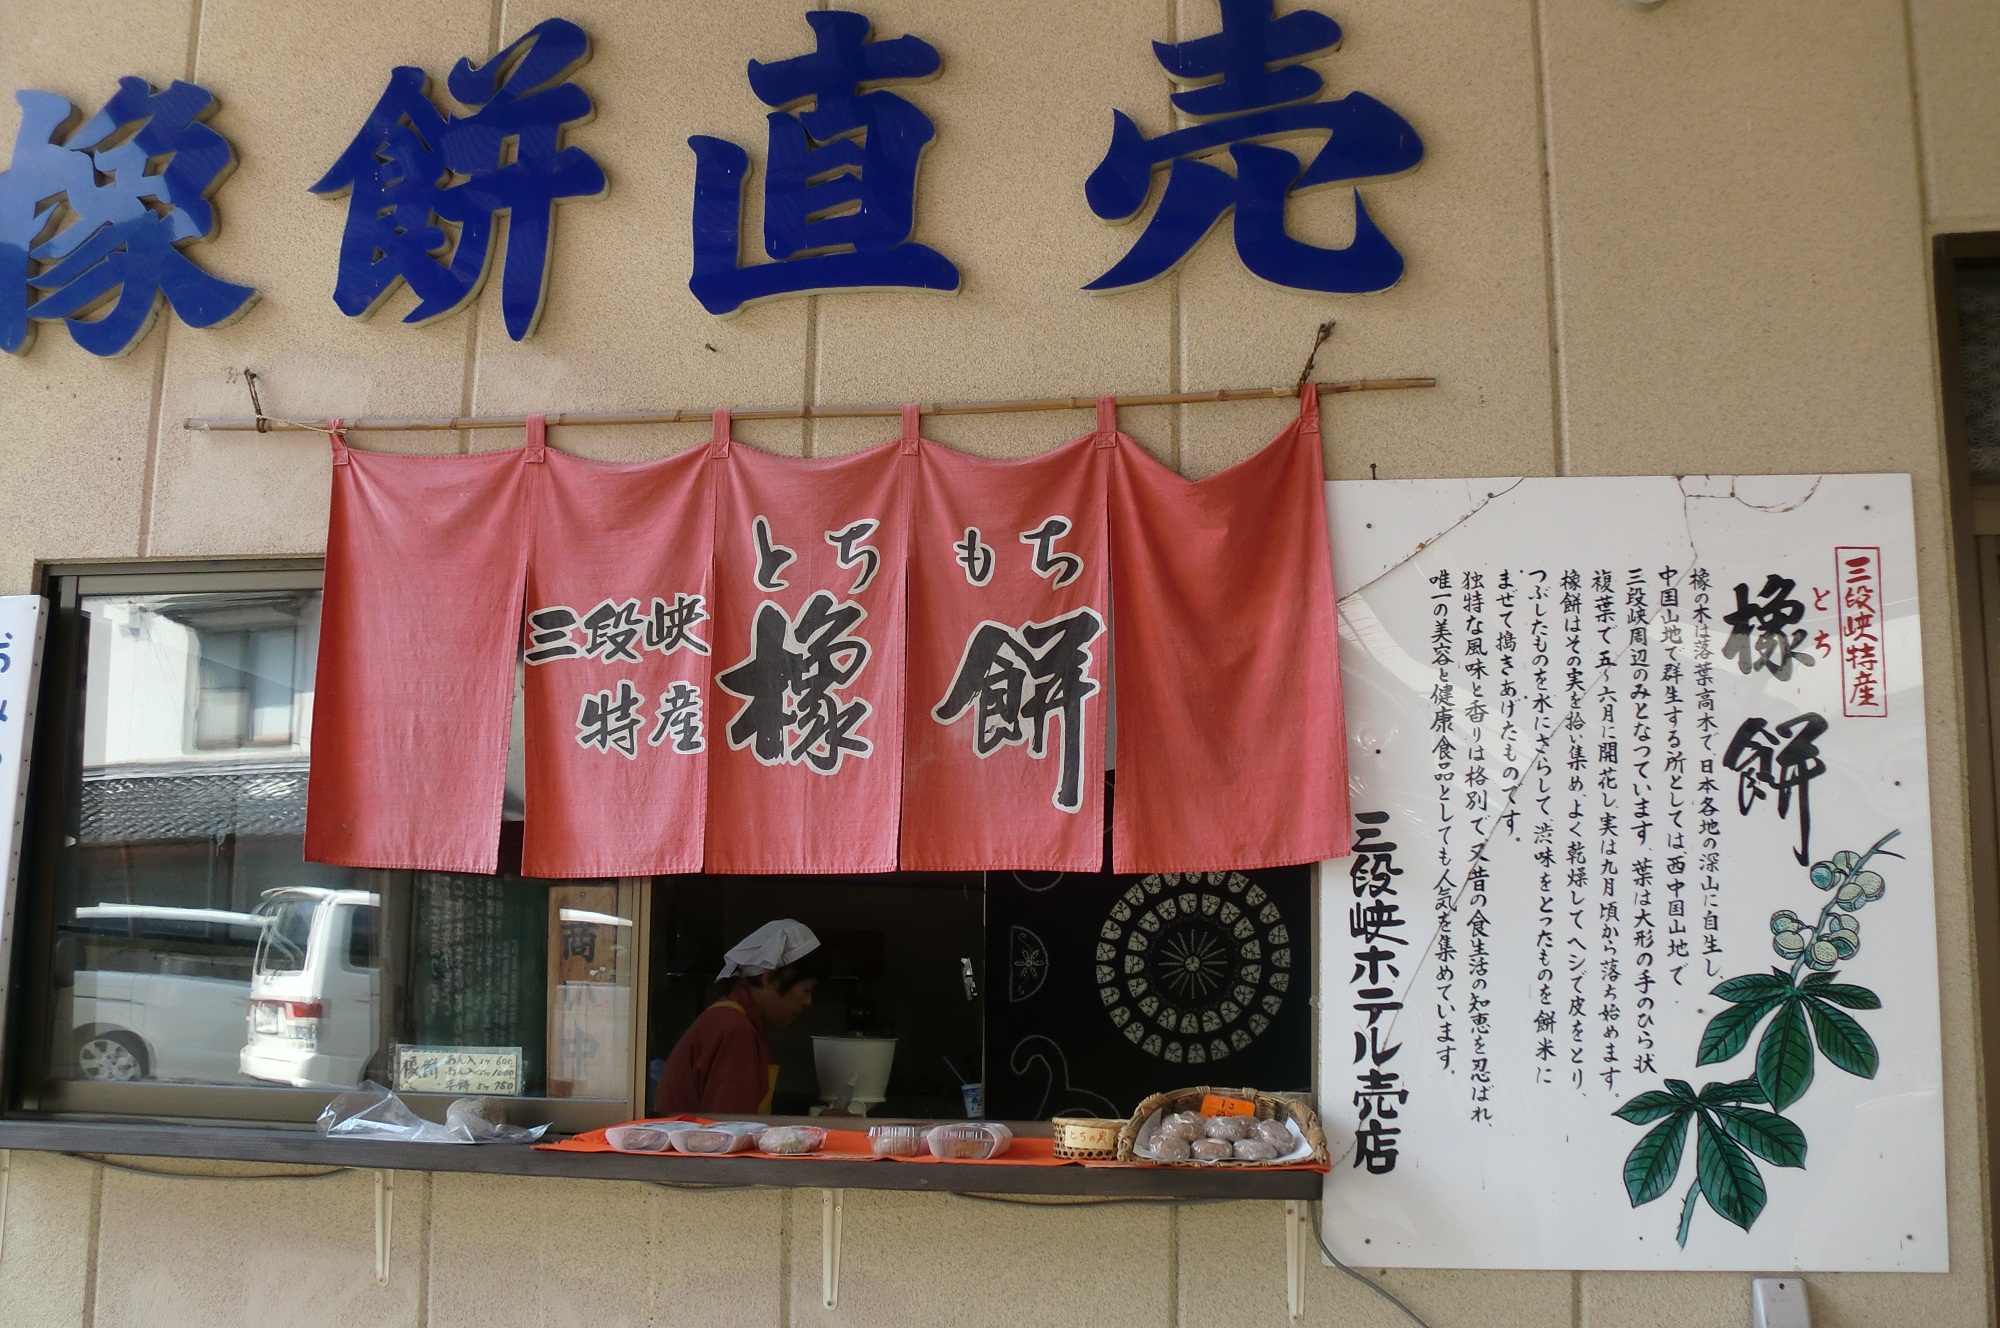 橡餅直売
とち もち
橡餅
三段峡
特産
三段峡特産
とち
橡餅
橡の木は落葉高木で、日本各地の深山に自生し、
中国山地で群生する所としては、西中国山地で
三段峡周辺のみとなつています。葉は大形の手のひら状
複葉で五~六月に開花し、実は九月頃から落ち始めます。
橡餅はその実を拾い集め、よく乾燥してヘシで皮をとり、
つぶしたものを水にさらして、渋味をとつたものを餅米に
まぜて搗きあげたものです。
独特な風味と香りは格別で、又昔の食生活の知恵を忍ばれ、
唯一の美容と健康食品としても人気を集めています。
三段峡ホテル売店
商い中
橡餅
あん入
あん入
750
とちの実